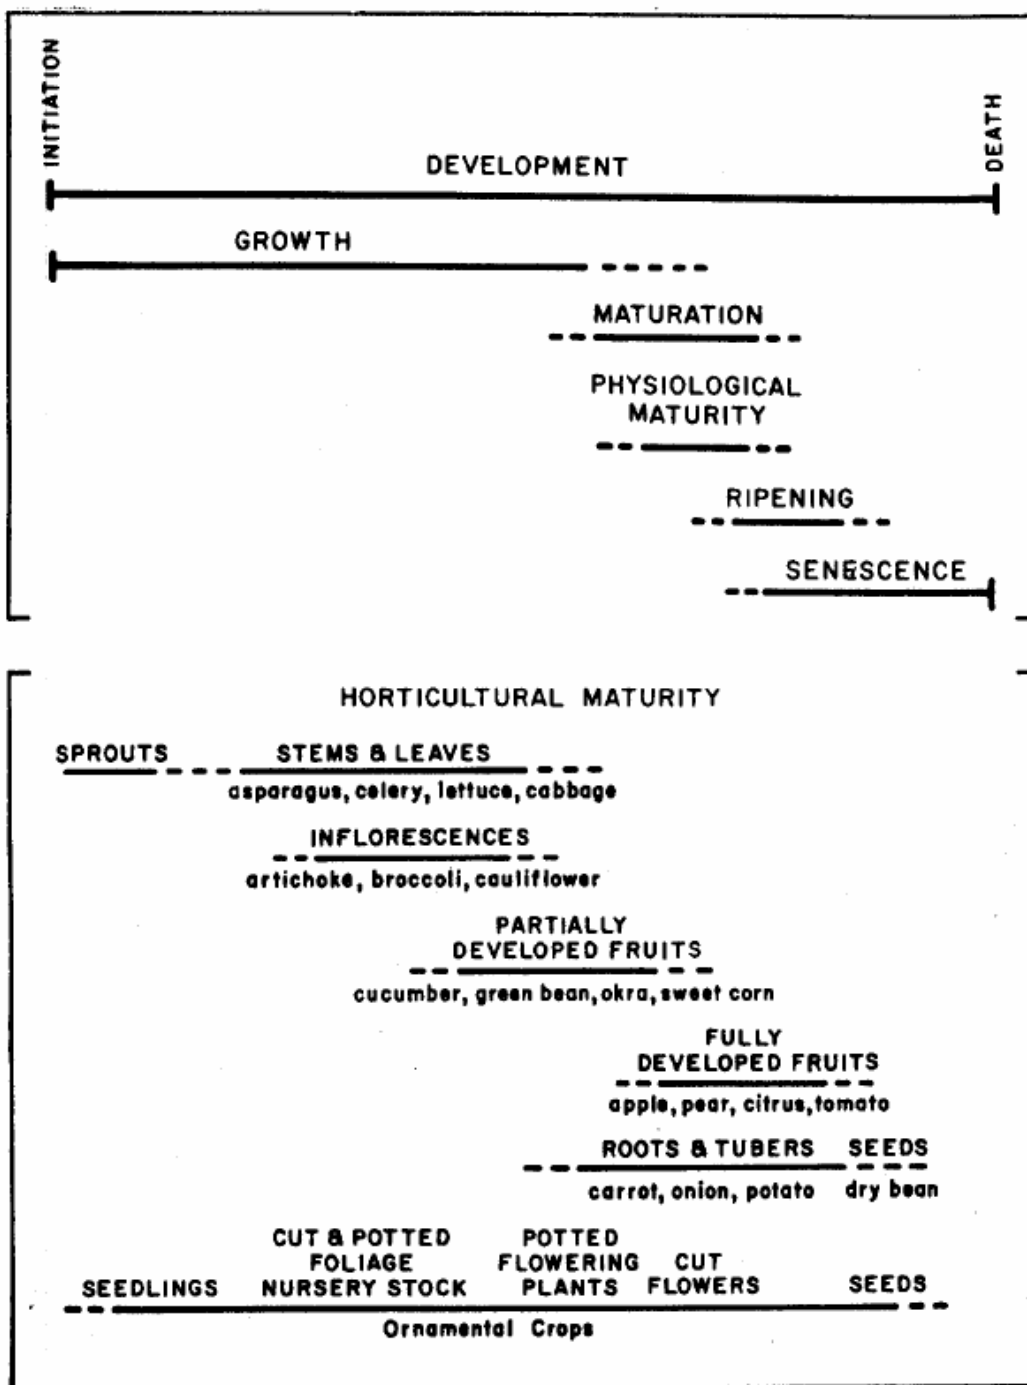 INITIATION
DEATH
DEVELOPMENT
GROWTH
MATURATION
PHYSIOLOGICAL
MATURITY
RIPENING
SENESCENCE
HORTICULTURAL MATURITY
SPROUTS
STEMS & LEAVES
asparagus, celery, lettuce, cabbage
INFLORESCENCES
artichoke, broccoli, cauliflower
PARTIALLY
DEVELOPED FRUITS
cucumber, green bean, okra, sweet corn
FULLY
DEVELOPED FRUITS
apple, pear, citrus, tomato
ROOTS & TUBERS
SEEDS
carrot, onion, potato
dry bean
SEEDLINGS
CUT & POTTED
FOLIAGE
NURSERY STOCK
POTTED
FLOWERING
PLANTS
CUT
FLOWERS
SEEDS
Ornamental Crops